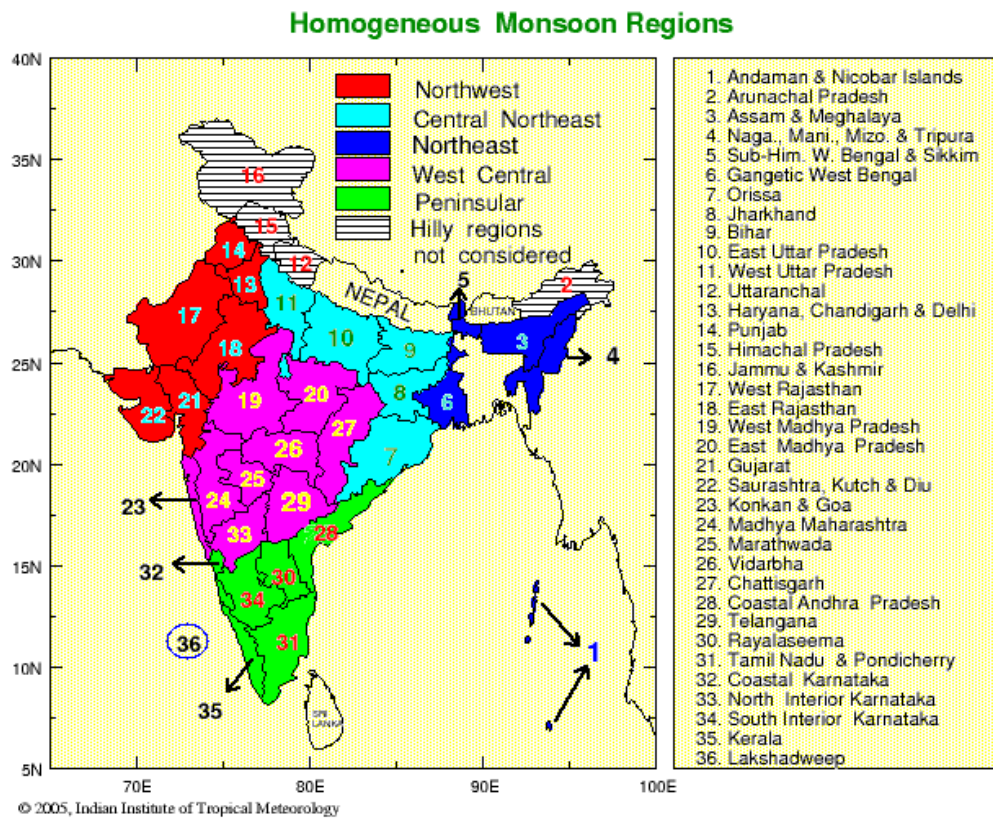 Homogeneous Monsoon Regions
40N
35N
30N
25N
20N
15N
10N
5N
70E
80E
90E
100E
Northwest
Central Northeast
Northeast
West Central
Peninsular
Hilly regions
not considered
16
15
14
12
13
NEPAL
5
BHUTAN
2
17
11
10
9
3
4
18
8
6
22
21
19
20
27
7
26
25
23
24
29
33
28
32
30
34
36
31
35
1
SRI
LANKA
1. Andaman & Nicobar Islands
2. Arunachal Pradesh
3. Assam & Meghalaya
4. Naga., Mani., Mizo. & Tripura
5. Sub-Him. W. Bengal & Sikkim
6. Gangetic West Bengal
7. Orissa
8. Jharkhand
9. Bihar
10. East Uttar Pradesh
11. West Uttar Pradesh
12. Uttaranchal
13. Haryana, Chandigarh & Delhi
14. Punjab
15. Himachal Pradesh
16. Jammu & Kashmir
17. West Rajasthan
18. East Rajasthan
19. West Madhya Pradesh
20. East Madhya Pradesh
21. Gujarat
22. Saurashtra, Kutch & Diu
23. Konkan & Goa
24. Madhya Maharashtra
25. Marathwada
26. Vidarbha
27. Chattisgarh
28. Coastal Andhra Pradesh
29. Telangana
30. Rayalaseema
31. Tamil Nadu & Pondicherry
32. Coastal Karnataka
33. North Interior Karnataka
34. South Interior Karnataka
35. Kerala
36. Lakshadweep
© 2005, Indian Institute of Tropical Meteorology